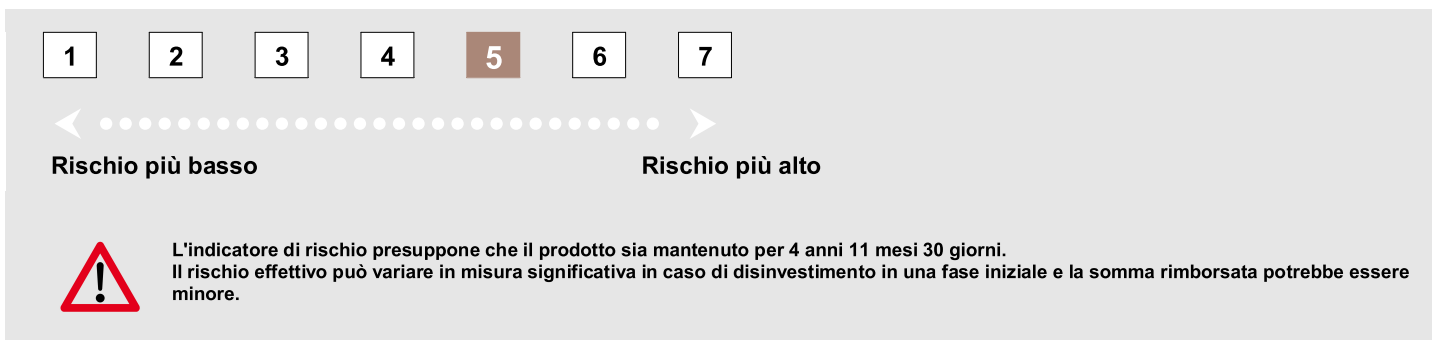 1 2 3 4 5 6 7
Rischio più basso Rischio più alto
L'indicatore di rischio presuppone che il prodotto sia mantenuto per 4 anni 11 mesi 30 giorni.
Il rischio effettivo può variare in misura significativa in caso di disinvestimento in una fase iniziale e la somma rimborsata potrebbe essere
minore.